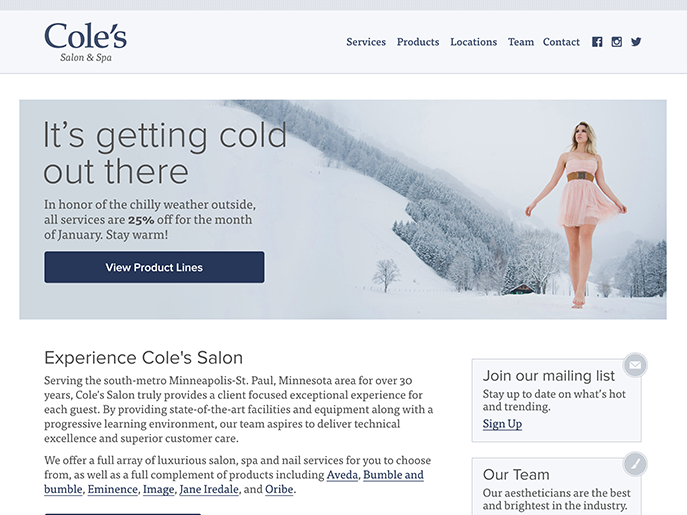 Cole's
Salon & Spa
Services Products Locations Team Contact
It's getting cold
out there
In honor of the chilly weather outside,
all services are 25% off for the month
of January. Stay warm!
View Product Lines
Experience Cole's Salon
Serving the south-metro Minneapolis-St. Paul, Minnesota area for over 30
years, Cole's Salon truly provides a client focused exceptional experience for
each guest. By providing state-of-the-art facilities and equipment along with a
progressive learning environment, our team aspires to deliver technical
excellence and superior customer care.
We offer a full array of luxurious salon, spa and nail services for you to choose
from, as well as a full complement of products including Aveda, Bumble and
bumble, Eminence, Image, Jane Iredale, and Oribe.
Join our mailing list
Stay up to date on what's hot
and trending.
Sign Up
Our Team
Our aestheticians are the best
and brightest in the industry.